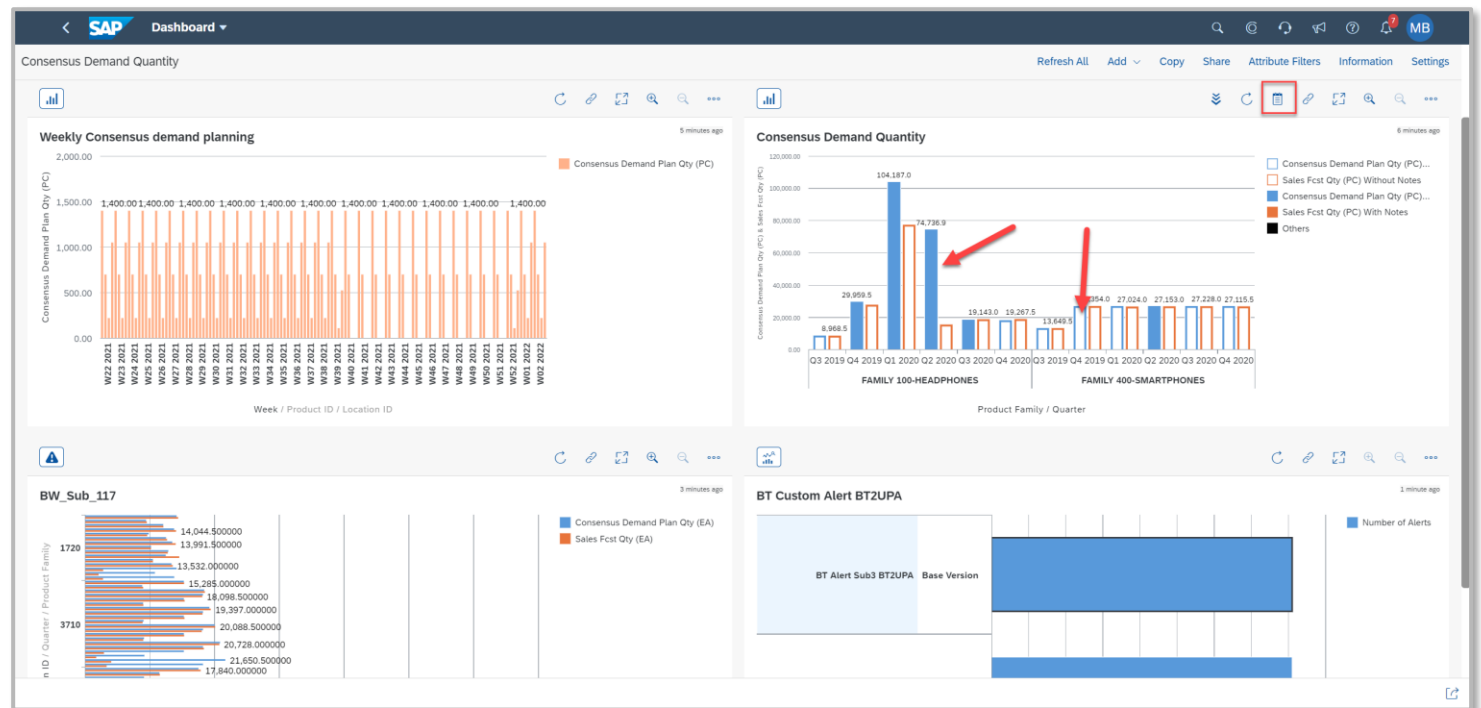 SAP Dashboard
7
MB
Consensus Demand Quantity
Refresh All Add Copy Share Attribute Filters Information Settings
5 minutes ago
Weekly Consensus demand planning
Consensus Demand Plan Qty (PC)
2,000.00
1,500.00
1,000.00
500.00
0.00
1,400.00 1,400.00 1,400.00 1,400.00 1,400.00 1,400.00 1,400.00 1,400.00 1,400.00 1,400.00 1,400.00
Consensus Demand Plan Qty (PC)
W22 2021
W23 2021
W24 2021
W25 2021
W26 2021
W27 2021
W28 2021
W29 2021
W30 2021
W31 2021
W32 2021
W33 2021
W34 2021
W35 2021
W36 2021
W37 2021
W38 2021
W39 2021
W40 2021
W41 2021
W42 2021
W43 2021
W44 2021
W45 2021
W46 2021
W47 2021
W48 2021
W49 2021
W50 2021
W51 2021
W52 2021
W01 2022
W02 2022
Week / Product ID / Location ID
6 minutes ago
Consensus Demand Quantity
Consensus Demand Plan Qty (PC) & Sales Fcst Qty (PC)
120,000.00
100,000.00
80,000.00
60,000.00
40,000.00
20,000.00
0.00
8,968.5
29,959.5
104,187.0
74,736.9
19,143.0
19,267.5
13,649.5
354.0
27,024.0
27,153.0
27,228.0
27,115.5
Consensus Demand Plan Qty (PC)...
Sales Fcst Qty (PC) Without Notes
Consensus Demand Plan Qty (PC)...
Sales Fcst Qty (PC) With Notes
Others
Q3 2019 Q4 2019 Q1 2020 Q2 2020 Q3 2020 Q4 2020 Q3 2019 Q4 2019 Q1 2020 Q2 2020 Q3 2020 Q4 2020
FAMILY 100-HEADPHONES FAMILY 400-SMARTPHONES
Product Family / Quarter
3 minutes ago
BW_Sub_117
n ID / Quarter / Product Family
1720
3710
14,044.500000
13,991.500000
13,532.000000
15,285.000000
18,098.500000
19,397.000000
20,088.500000
20,728.000000
21,650.500000
17,840.000000
Consensus Demand Plan Qty (EA)
Sales Fcst Qty (EA)
1 minute ago
BT Custom Alert BT2UPA
BT Alert Sub3 BT2UPA Base Version
Number of Alerts